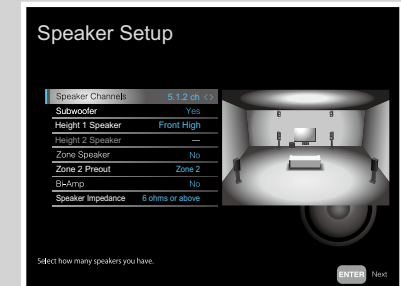 Speaker Setup
Speaker Channels 5.1.2 ch < >
Subwoofer Yes
Height 1 Speaker Front High
Height 2 Speaker —
Zone Speaker No
Zone 2 Preout Zone 2
Bi-Amp No
Speaker Impedance 6 ohms or above
Select how many speakers you have.
ENTER Next